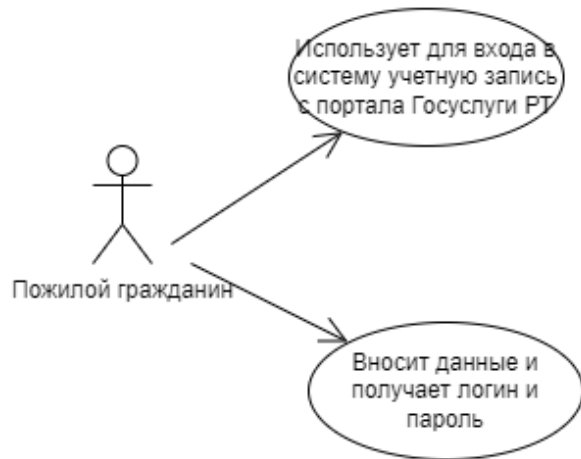 Использует для входа в
систему учетную запись
с портала Госуслуги РТ
Пожилой гражданин
Вносит данные и
получает логин и
пароль